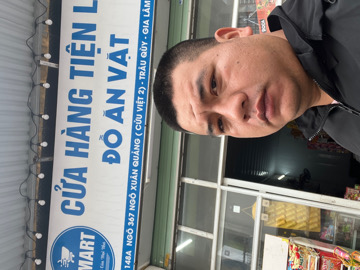 CỬA HÀNG TIỆN L
ĐỒ ĂN VẶT
148A NGÕ 367 NGÔ XUÂN QUẢNG ( CỬU VIỆT 2) - TRÂU QUỲ - GIA LÂM
MART